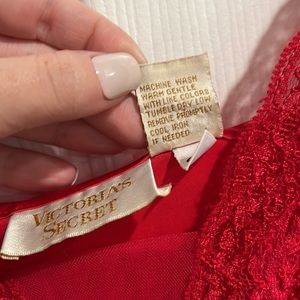 MACHINE WASH
WARM GENTLE
WITH LIKE COLORS
TUMBLE DRY LOW
REMOVE PROMPTLY
COOL IRON
IF NEEDED.
VICTORIA'S
SECRET